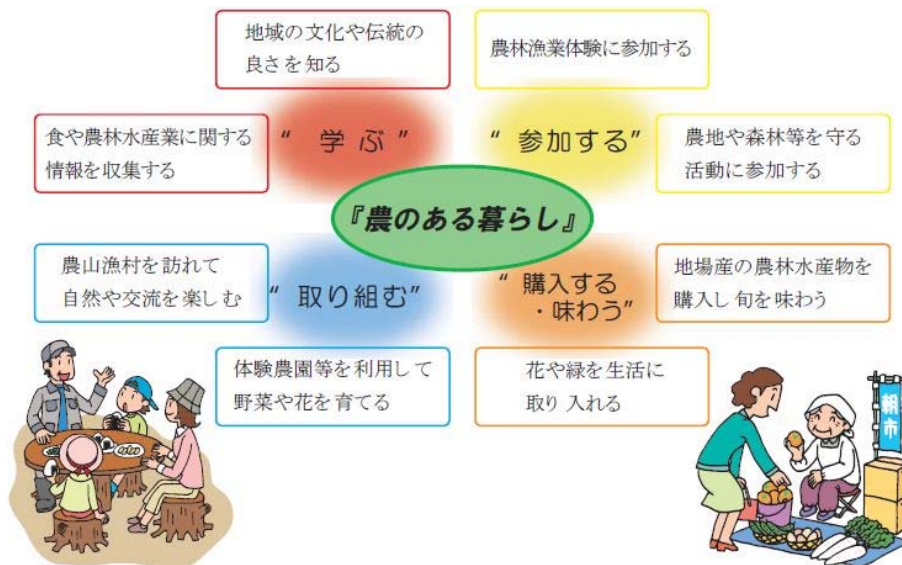 地域の文化や伝統の
良さを知る
農林漁業体験に参加する
食や農林水産業に関する
情報を収集する
“ 学 ぶ ”
“ 参加する”
農地や森林等を守る
活動に参加する
『農のある暮らし』
農山漁村を訪れて
自然や交流を楽しむ
“ 取り組む”
“ 購入する
・味わう”
地場産の農林水産物を
購入し旬を味わう
体験農園等を利用して
野菜や花を育てる
花や緑を生活に
取り入れる
朝市